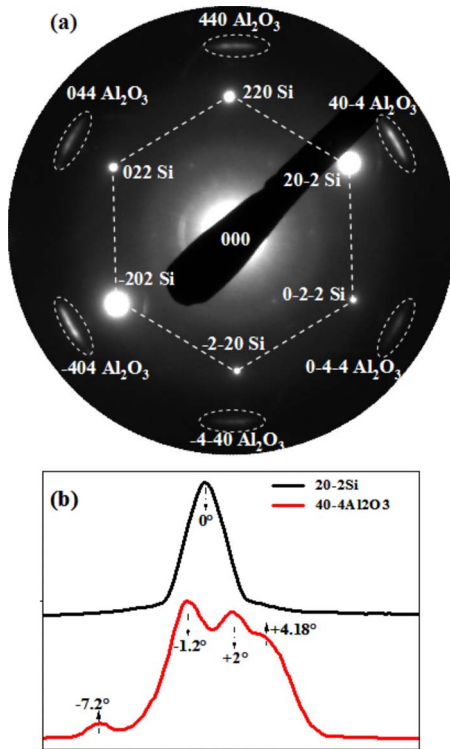 (a)
440 Al₂O₃
044 Al₂O₃
220 Si
40-4 Al₂O₃
022 Si
20-2 Si
000
-202 Si
0-2-2 Si
-2-20 Si
-404 Al₂O₃
0-4-4 Al₂O₃
-4-40 Al₂O₃
(b)
20-2Si
40-4Al2O3
0°
-1.2°
+2°
+4.18°
-7.2°